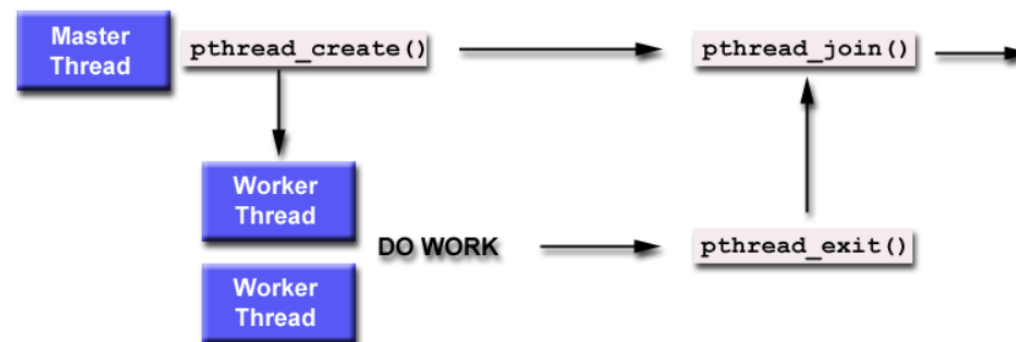 Master
Thread
pthread_create()
pthread_join()
Worker
Thread
DO WORK
pthread_exit()
Worker
Thread